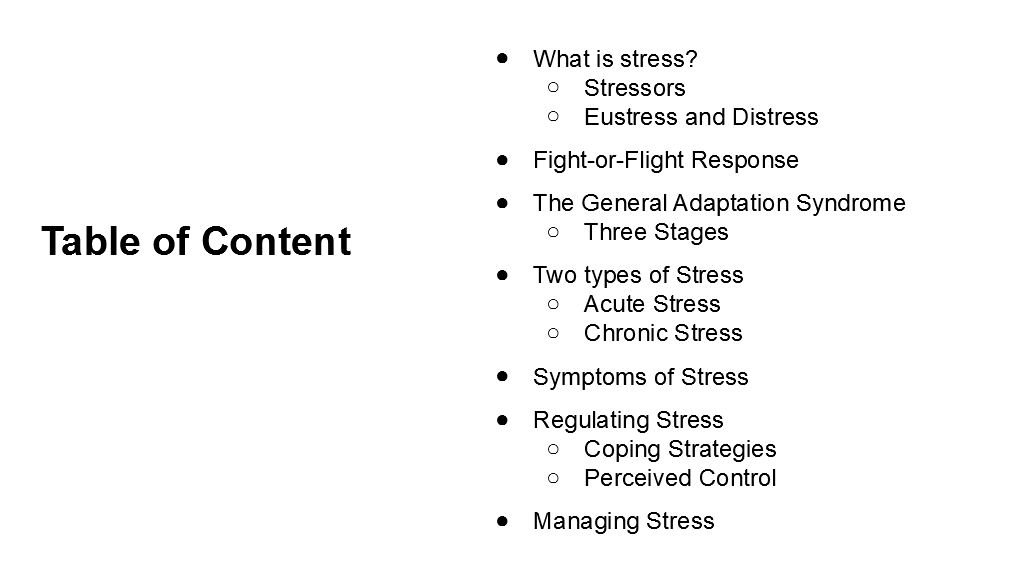 Table of Content
● What is stress?
○ Stressors
○ Eustress and Distress
● Fight-or-Flight Response
● The General Adaptation Syndrome
○ Three Stages
● Two types of Stress
○ Acute Stress
○ Chronic Stress
● Symptoms of Stress
● Regulating Stress
○ Coping Strategies
○ Perceived Control
● Managing Stress